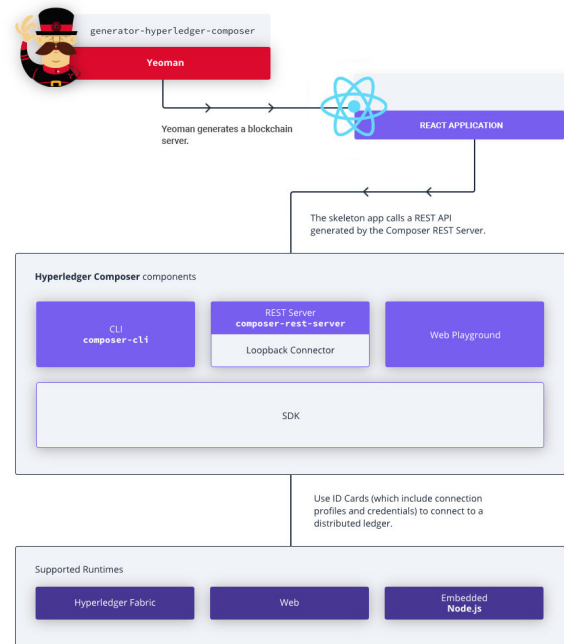 generator-hyperledger-composer
Yeoman
Yeoman generates a blockchain
server.
REACT APPLICATION
The skeleton app calls a REST API
generated by the Composer REST Server.
Hyperledger Composer components
CLI
composer-cli
REST Server
composer-rest-server
Loopback Connector
Web Playground
SDK
Use ID Cards (which include connection
profiles and credentials) to connect to a
distributed ledger.
Supported Runtimes
Hyperledger Fabric
Web
Embedded
Node.js